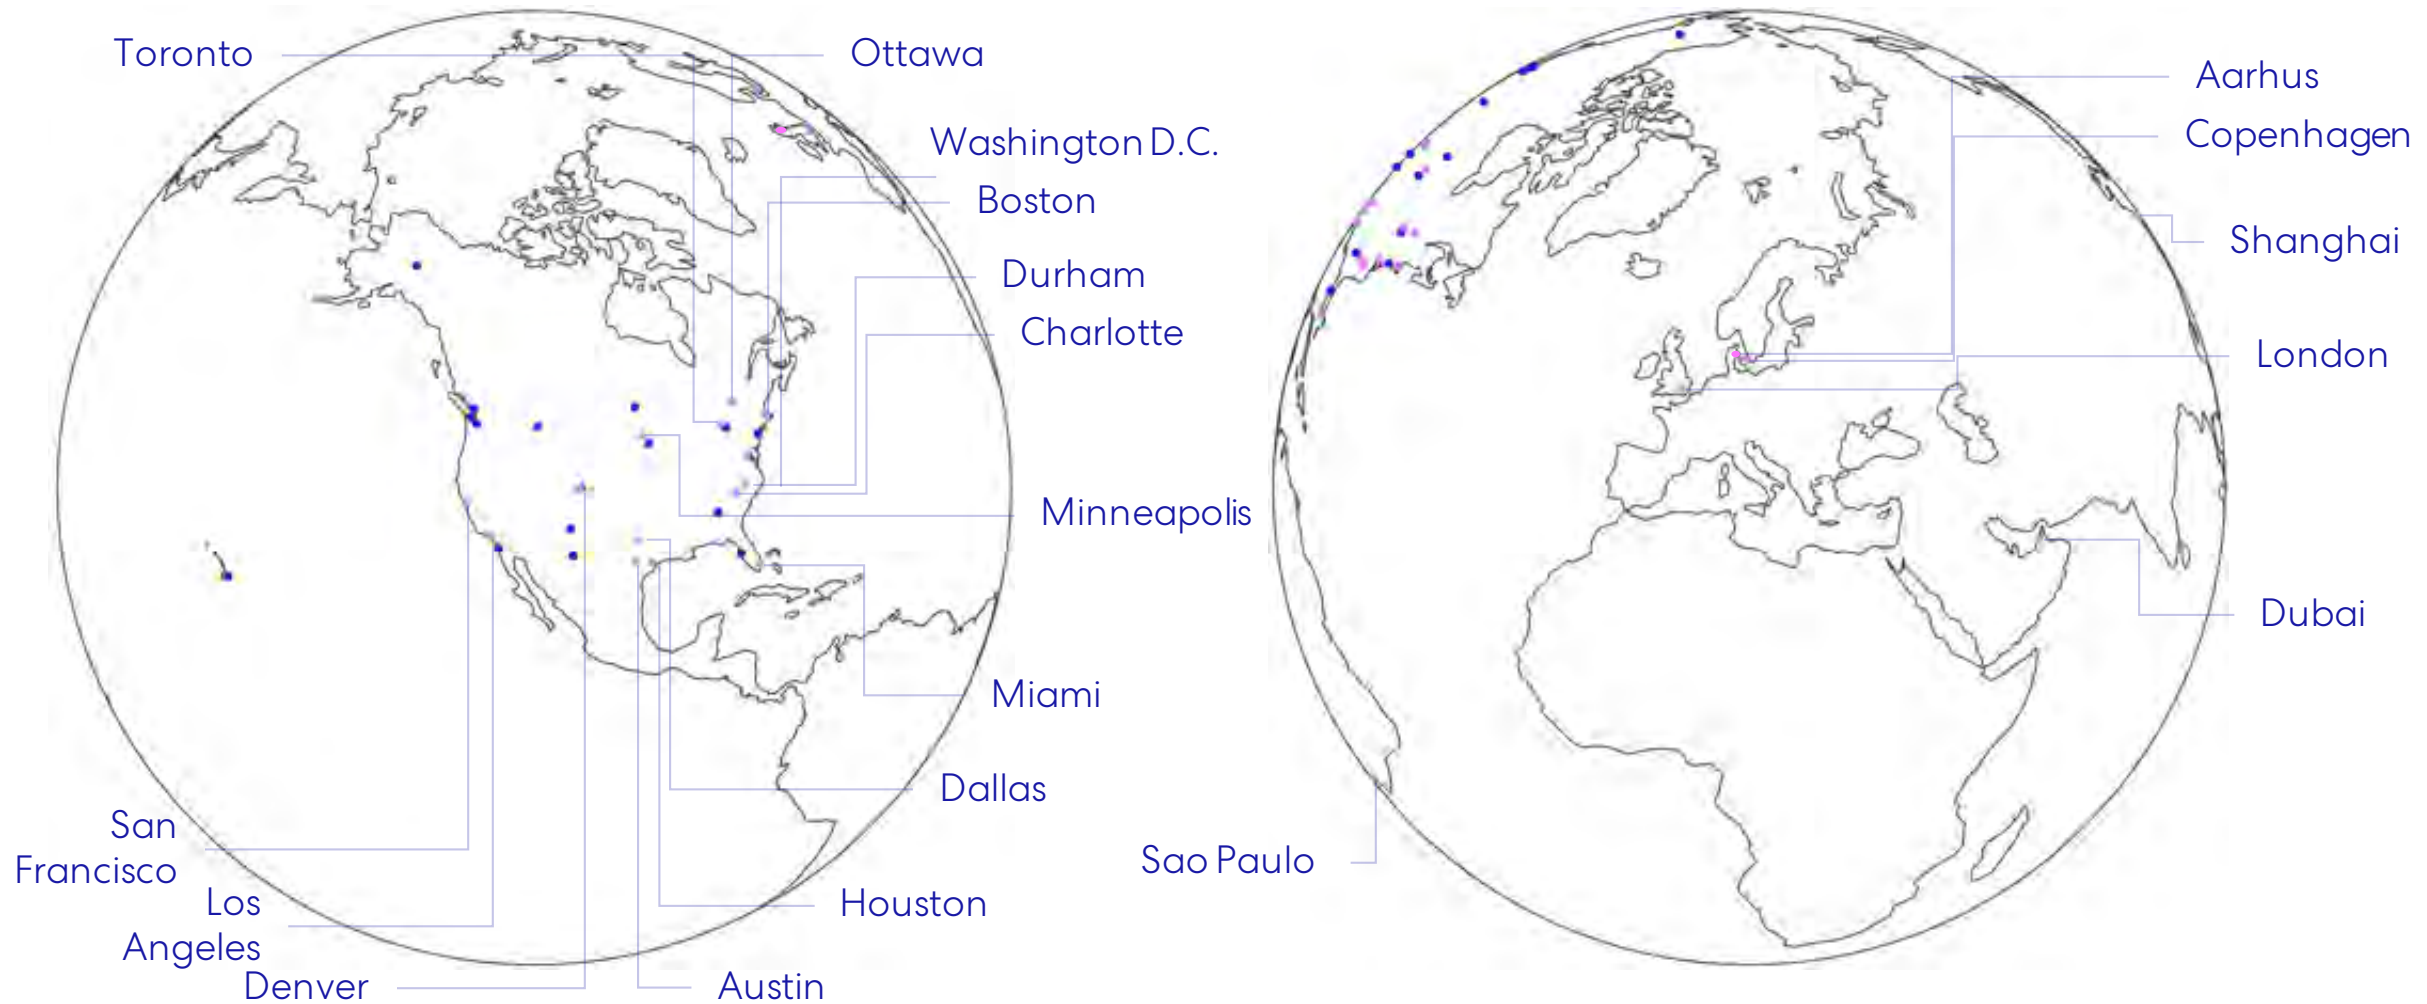 Toronto
Ottawa
Washington D.C.
Boston
Durham
Charlotte
Minneapolis
Miami
Dallas
Houston
Austin
San
Francisco
Los
Angeles
Denver
Aarhus
Copenhagen
Shanghai
London
Dubai
Sao Paulo